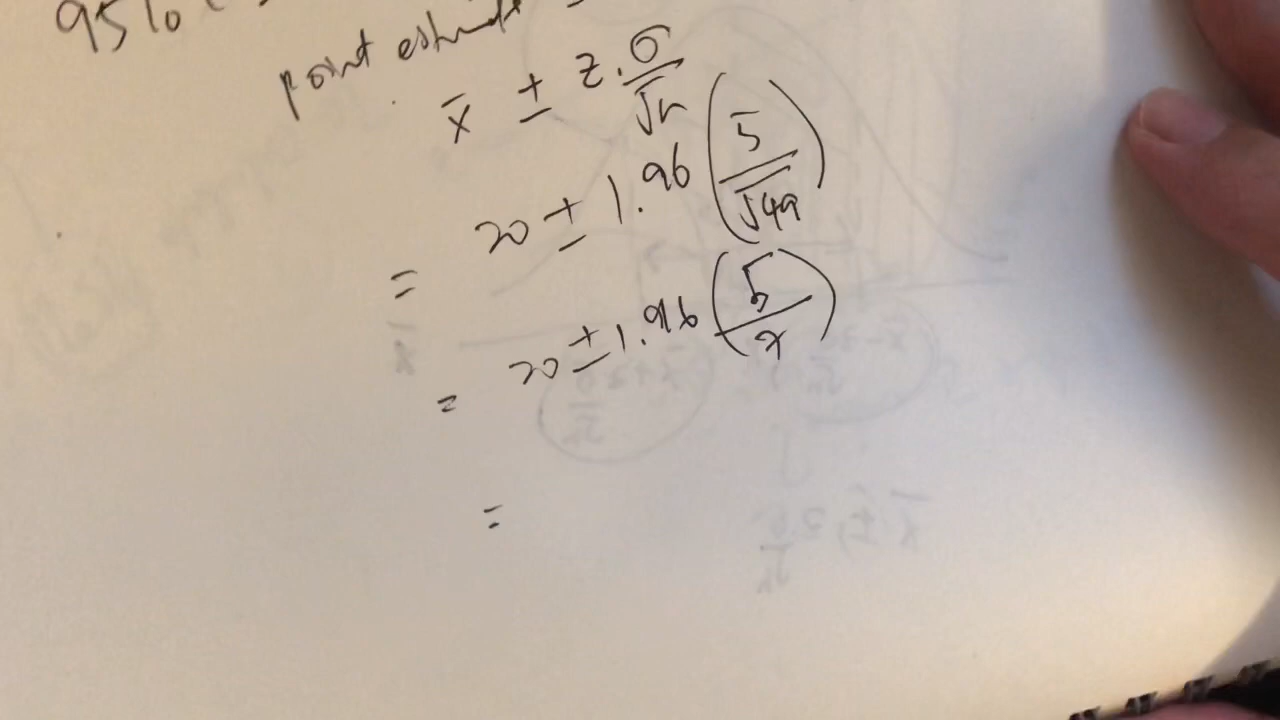 95%
point estimate
x̄ ± z.σ/√n
= 20 ± 1.96 (5/√49)
= 20 ± 1.96 (5/7)
=